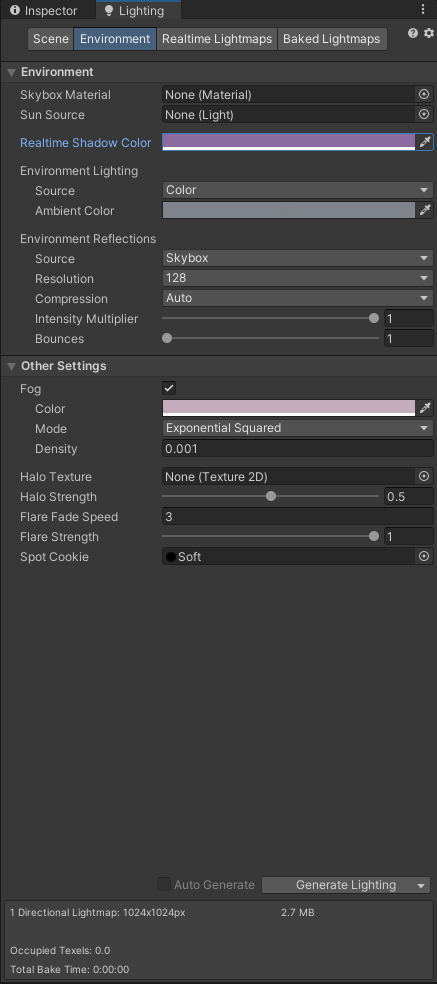 Inspector Lighting
Scene Environment Realtime Lightmaps Baked Lightmaps
Environment
Skybox Material None (Material)
Sun Source None (Light)
Realtime Shadow Color
Environment Lighting
Source Color
Ambient Color
Environment Reflections
Source Skybox
Resolution 128
Compression Auto
Intensity Multiplier 1
Bounces 1
Other Settings
Fog
Color
Mode Exponential Squared
Density 0.001
Halo Texture None (Texture 2D)
Halo Strength 0.5
Flare Fade Speed 3
Flare Strength 1
Spot Cookie Soft
Auto Generate Generate Lighting
1 Directional Lightmap: 1024x1024px 2.7 MB
Occupied Texels: 0.0
Total Bake Time: 0:00:00